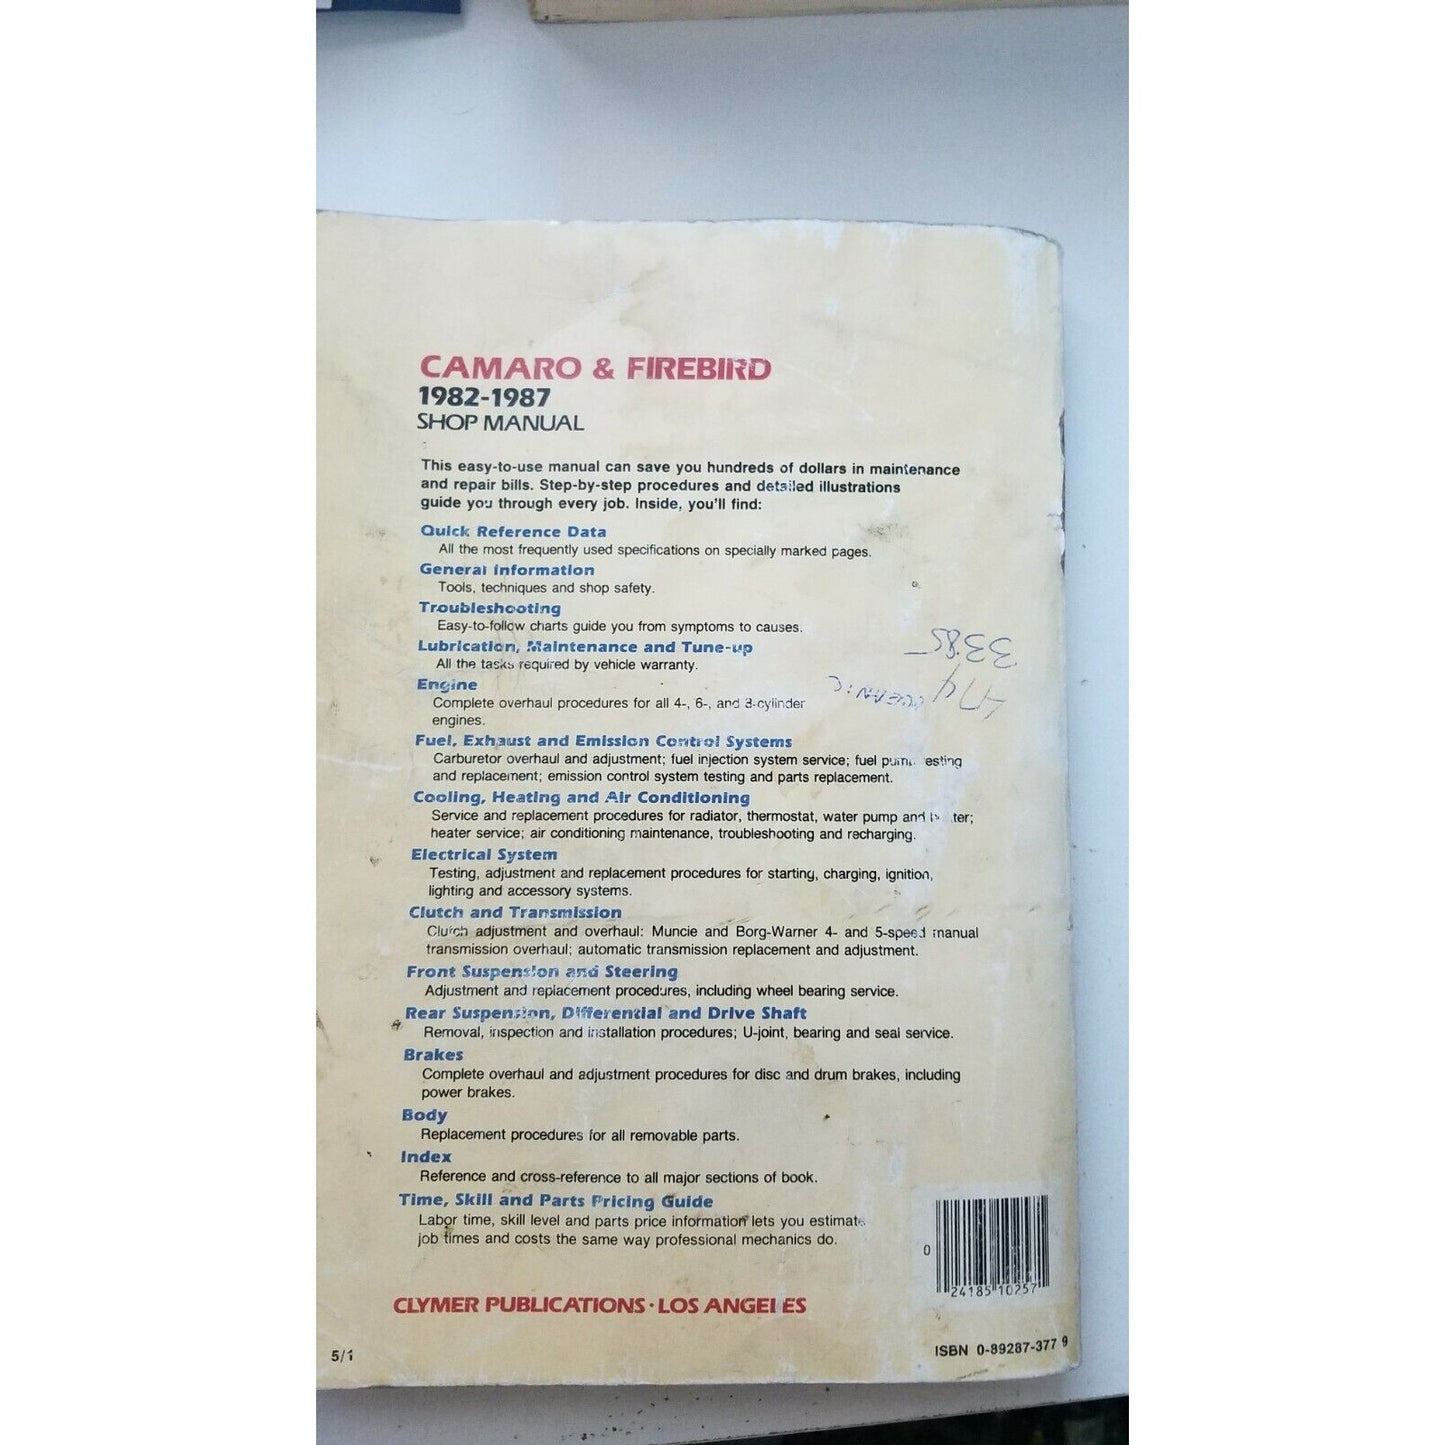 CAMARO & FIREBIRD
1982-1987
SHOP MANUAL
This easy-to-use manual can save you hundreds of dollars in maintenance
and repair bills. Step-by-step procedures and detailed illustrations
guide you through every job. Inside, you'll find:
Quick Reference Data
All the most frequently used specifications on specially marked pages.
General Information
Tools, techniques and shop safety.
Troubleshooting
Easy-to-follow charts guide you from symptoms to causes.
Lubrication, Maintenance and Tune-up
All the tasks required by vehicle warranty.
Engine
Complete overhaul procedures for all 4-, 6-, and 8-cylinder
engines.
Fuel, Exhaust and Emission Control Systems
Carburetor overhaul and adjustment; fuel injection system service; fuel pump testing
and replacement; emission control system testing and parts replacement.
Cooling, Heating and Air Conditioning
Service and replacement procedures for radiator, thermostat, water pump and
heater service; air conditioning maintenance, troubleshooting and recharging.
Electrical System
Testing, adjustment and replacement procedures for starting, charging, ignition,
lighting and accessory systems.
Clutch and Transmission
Clutch adjustment and overhaul: Muncie and Borg-Warner 4- and 5-speed manual
transmission overhaul; automatic transmission replacement and adjustment.
Front Suspension and Steering
Adjustment and replacement procedures, including wheel bearing service.
Rear Suspension, Differential and Drive Shaft
Removal, inspection and installation procedures; U-joint, bearing and seal service.
Brakes
Complete overhaul and adjustment procedures for disc and drum brakes, including
power brakes.
Body
Replacement procedures for all removable parts.
Index
Reference and cross-reference to all major sections of book.
Time, Skill and Parts Pricing Guide
Labor time, skill level and parts price information lets you estimate
job times and costs the same way professional mechanics do.
CLYMER PUBLICATIONS · LOS ANGELES
5/1
474 OCEANIC
3385
0 24185 10257
ISBN 0-89287-377 9